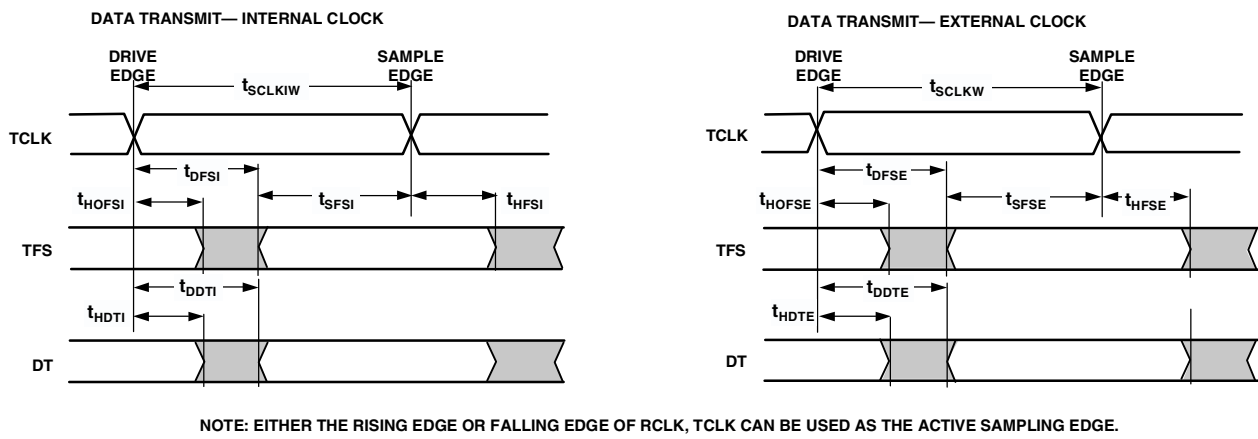 DATA TRANSMIT— INTERNAL CLOCK
DRIVE EDGE
SAMPLE EDGE
tSCLKIW
TCLK
tDFSI
tHOFSI
tSFSI
tHFSI
TFS
tDDTI
tHDTI
DT
DATA TRANSMIT— EXTERNAL CLOCK
DRIVE EDGE
SAMPLE EDGE
tSCLKW
TCLK
tDFSE
tHOFSE
tSFSE
tHFSE
TFS
tDDTE
tHDTE
DT
NOTE: EITHER THE RISING EDGE OR FALLING EDGE OF RCLK, TCLK CAN BE USED AS THE ACTIVE SAMPLING EDGE.